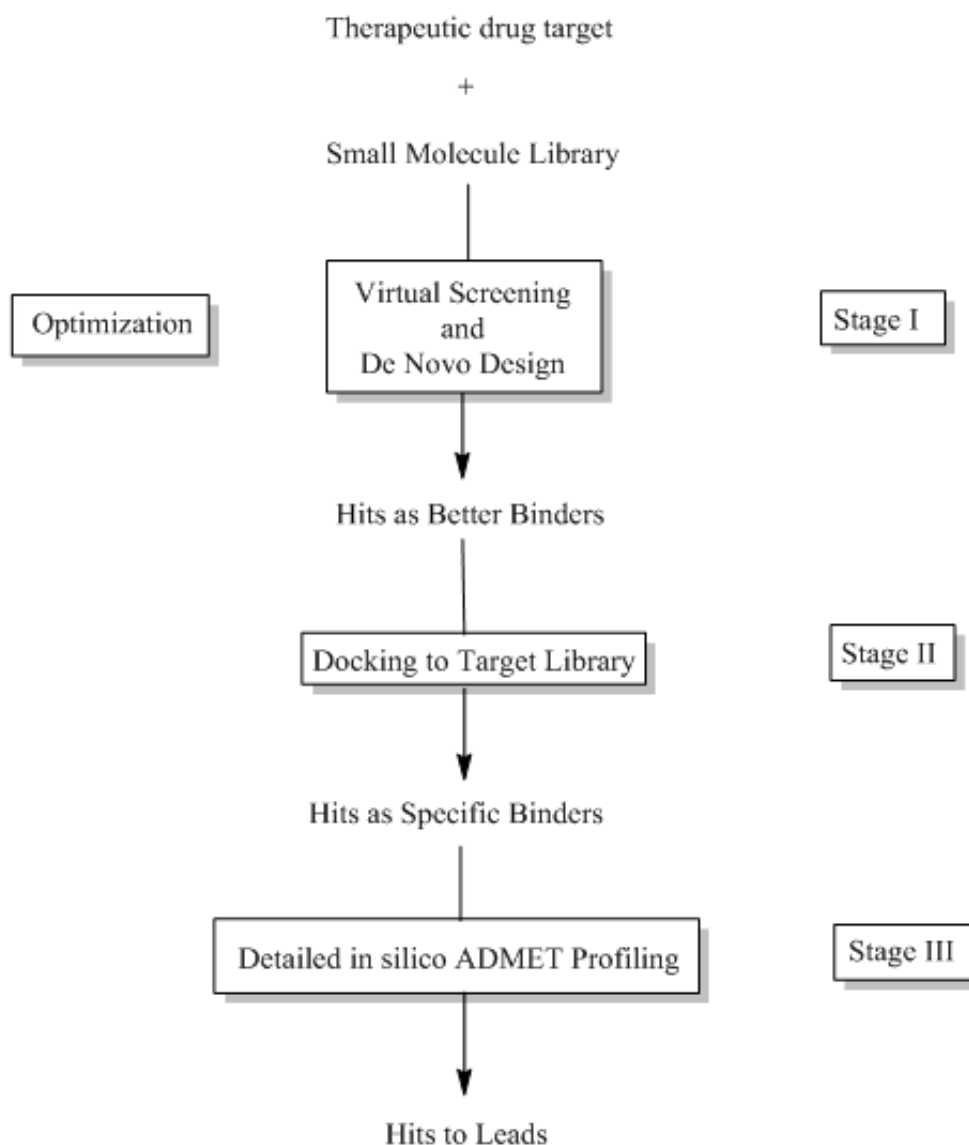 Therapeutic drug target
+
Small Molecule Library
Optimization
Virtual Screening
and
De Novo Design
Stage I
Hits as Better Binders
Docking to Target Library
Stage II
Hits as Specific Binders
Detailed in silico ADMET Profiling
Stage III
Hits to Leads